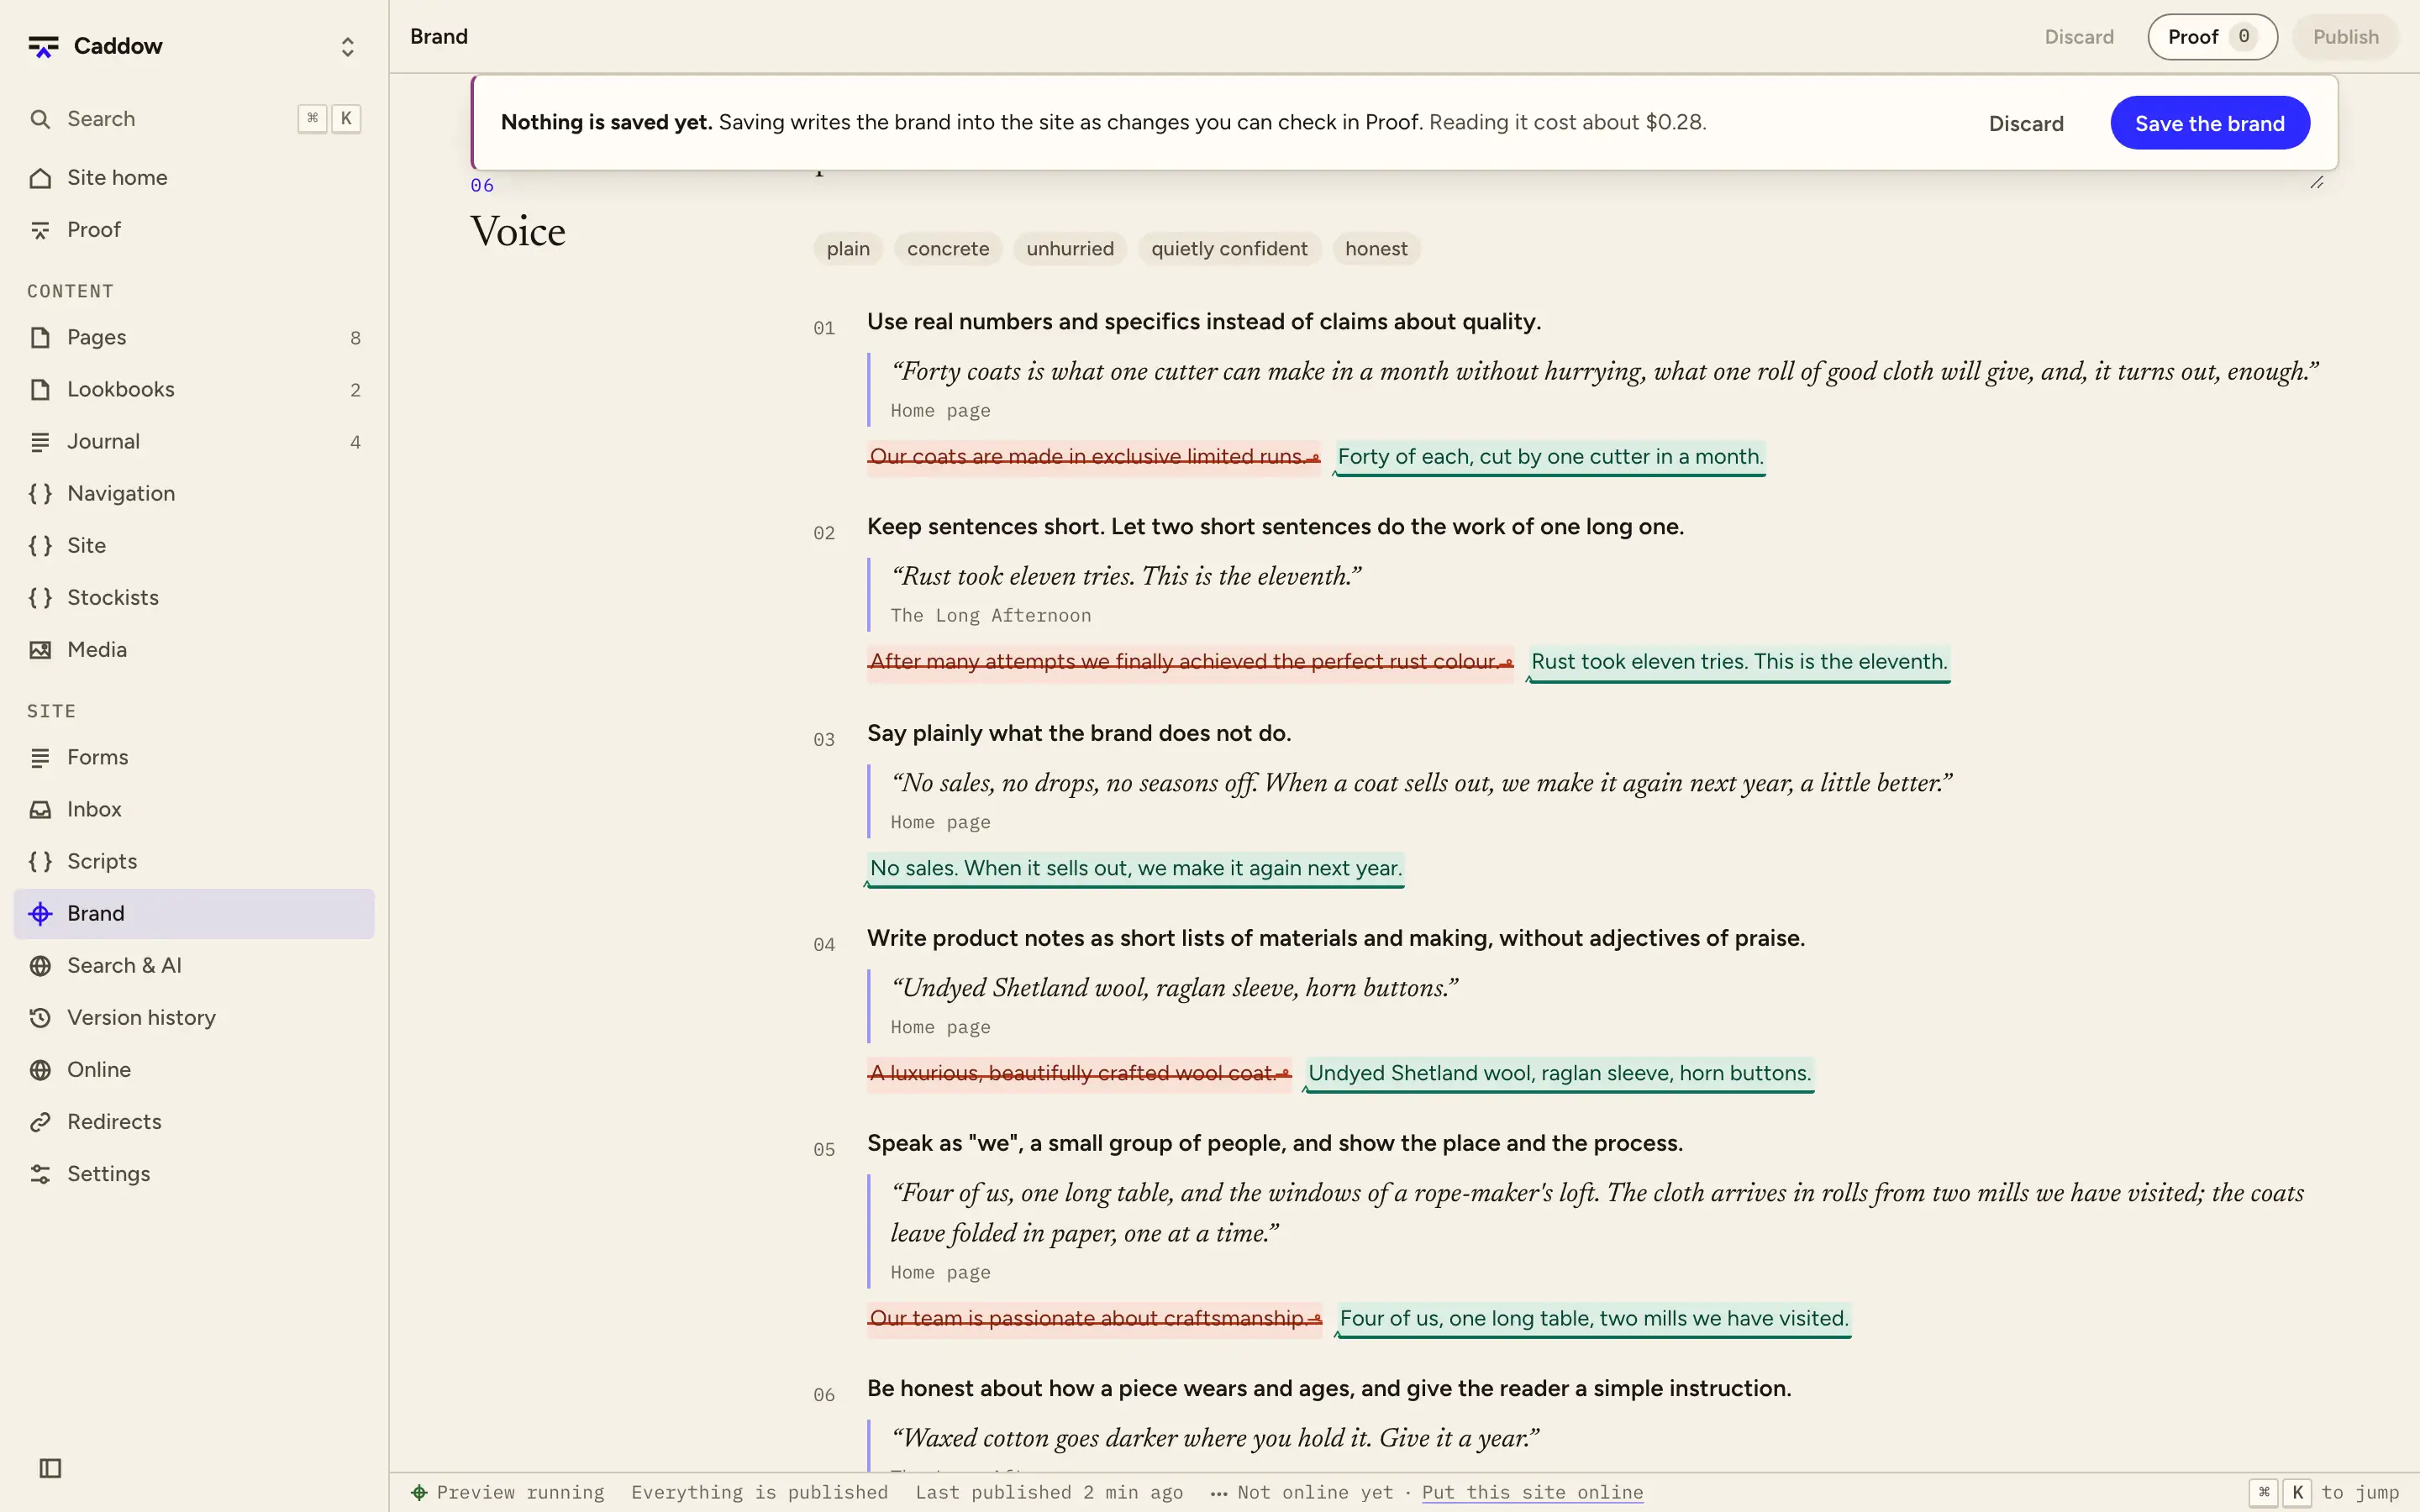 Caddow
Search
⌘ K
Site home
Proof
CONTENT
Pages 8
Lookbooks 2
Journal 4
Navigation
Site
Stockists
Media
SITE
Forms
Inbox
Scripts
Brand
Search & AI
Version history
Online
Redirects
Settings
Brand
Discard
Proof 0
Publish
Nothing is saved yet. Saving writes the brand into the site as changes you can check in Proof. Reading it cost about $0.28.
Discard
Save the brand
06
Voice
plain concrete unhurried quietly confident honest
01 Use real numbers and specifics instead of claims about quality.
“Forty coats is what one cutter can make in a month without hurrying, what one roll of good cloth will give, and, it turns out, enough.”
Home page
Our coats are made in exclusive limited runs. Forty of each, cut by one cutter in a month.
02 Keep sentences short. Let two short sentences do the work of one long one.
“Rust took eleven tries. This is the eleventh.”
The Long Afternoon
After many attempts we finally achieved the perfect rust colour. Rust took eleven tries. This is the eleventh.
03 Say plainly what the brand does not do.
“No sales, no drops, no seasons off. When a coat sells out, we make it again next year, a little better.”
Home page
No sales. When it sells out, we make it again next year.
04 Write product notes as short lists of materials and making, without adjectives of praise.
“Undyed Shetland wool, raglan sleeve, horn buttons.”
Home page
A luxurious, beautifully crafted wool coat. Undyed Shetland wool, raglan sleeve, horn buttons.
05 Speak as "we", a small group of people, and show the place and the process.
“Four of us, one long table, and the windows of a rope-maker's loft. The cloth arrives in rolls from two mills we have visited; the coats
leave folded in paper, one at a time.”
Home page
Our team is passionate about craftsmanship. Four of us, one long table, two mills we have visited.
06 Be honest about how a piece wears and ages, and give the reader a simple instruction.
“Waxed cotton goes darker where you hold it. Give it a year.”
Preview running Everything is published Last published 2 min ago ••• Not online yet · Put this site online ⌘ K to jump